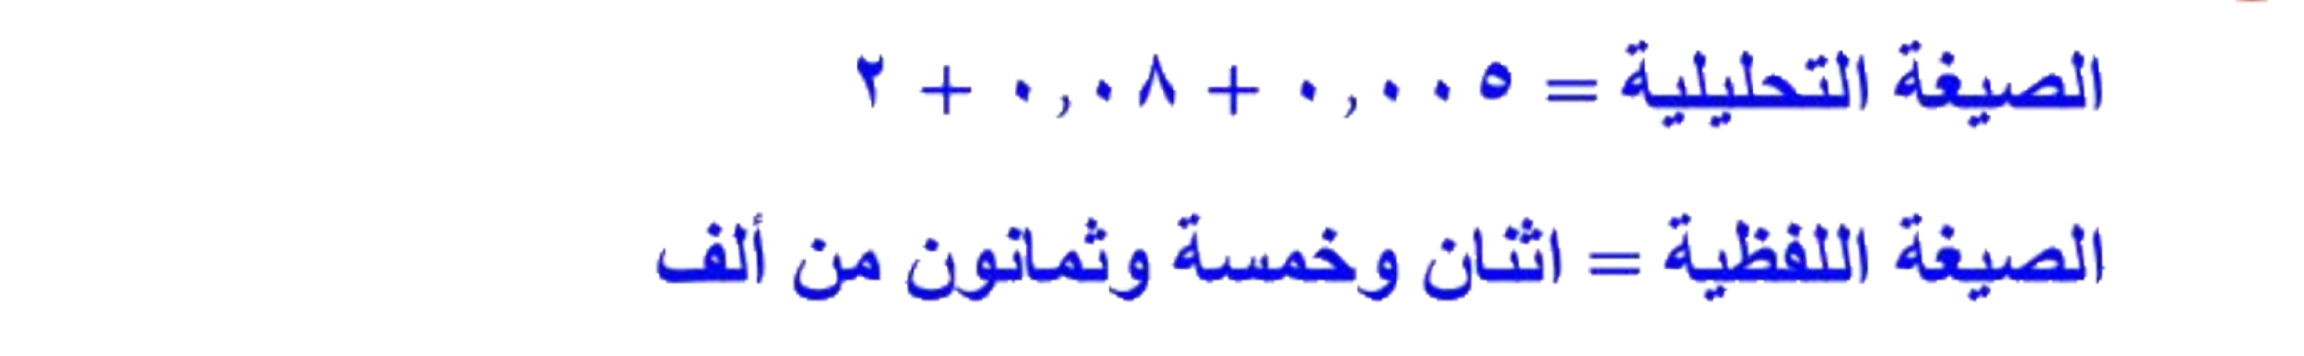 الصيغة التحليلية = ٠,٠٠٥ + ٠,٠٨ + ٢
الصيغة اللفظية = اثنان وخمسة وثمانون من ألف